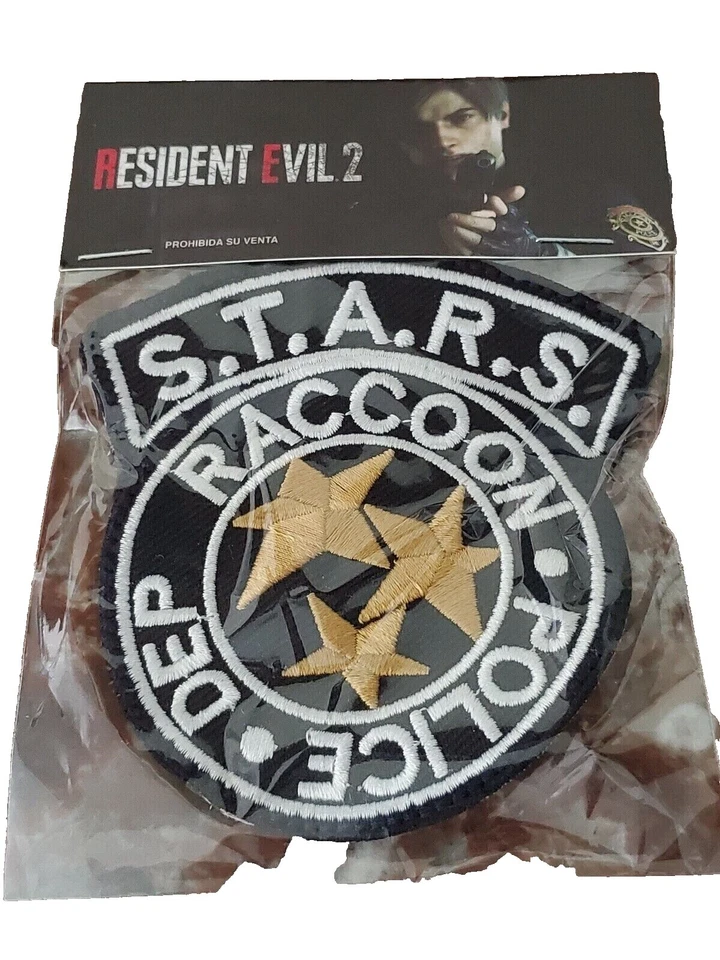 RESIDENT EVIL.2
PROHIBIDA SU VENTA
S.T.A.R.S.
RACCOON • POLICE • DEP